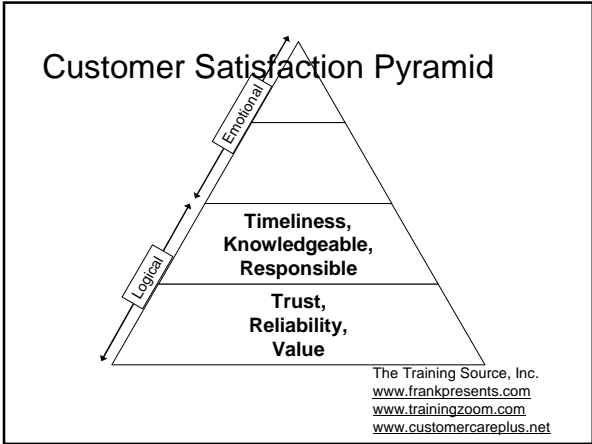 Customer Satisfaction Pyramid
Emotional
Timeliness,
Knowledgeable,
Responsible
Logical
Trust,
Reliability,
Value
The Training Source, Inc.
www.frankpresents.com
www.trainingzoom.com
www.customercareplus.net